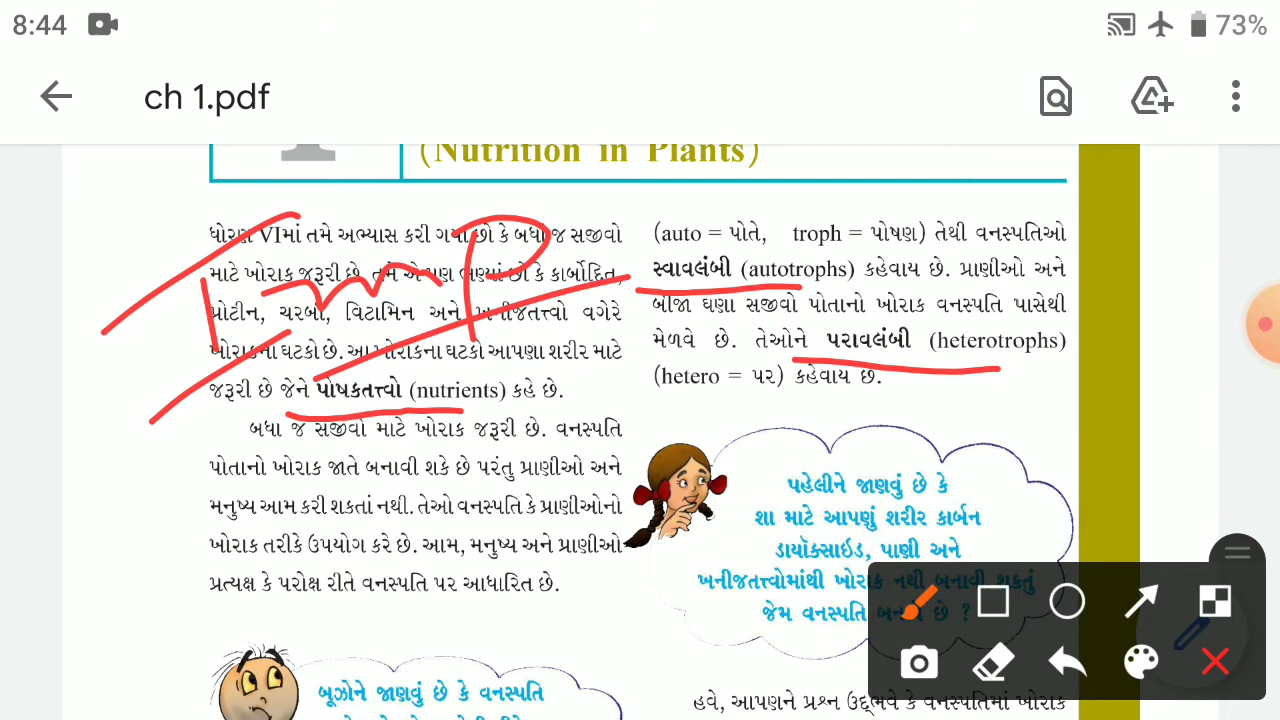 8:44
73%
ch 1.pdf
1
(Nutrition in Plants)
ધોરણ VIમાં તમે અભ્યાસ કરી ગયા છો કે બધા જ સજીવો
માટે ખોરાક જરૂરી છે. તમે એ પણ ભણ્યાં છો કે કાર્બોદિત,
પ્રોટીન, ચરબી, વિટામિન અને ખનીજતત્ત્વો વગેરે
ખોરાકના ઘટકો છે. આ ખોરાકના ઘટકો આપણા શરીર માટે
જરૂરી છે જેને પોષકતત્ત્વો (nutrients) કહે છે.
બધા જ સજીવો માટે ખોરાક જરૂરી છે. વનસ્પતિ
પોતાનો ખોરાક જાતે બનાવી શકે છે પરંતુ પ્રાણીઓ અને
મનુષ્ય આમ કરી શકતાં નથી. તેઓ વનસ્પતિ કે પ્રાણીઓનો
ખોરાક તરીકે ઉપયોગ કરે છે. આમ, મનુષ્ય અને પ્રાણીઓ
પ્રત્યક્ષ કે પરોક્ષ રીતે વનસ્પતિ પર આધારિત છે.
ImP
બૂઝોને જાણવું છે કે વનસ્પતિ
(auto = પોતે, troph = પોષણ) તેથી વનસ્પતિઓ
સ્વાવલંબી (autotrophs) કહેવાય છે. પ્રાણીઓ અને
બીજા ઘણા સજીવો પોતાનો ખોરાક વનસ્પતિ પાસેથી
મેળવે છે. તેઓને પરાવલંબી (heterotrophs)
(hetero = પર) કહેવાય છે.
પહેલીને જાણવું છે કે
શા માટે આપણું શરીર કાર્બન
ડાયૉક્સાઇડ, પાણી અને
ખનીજતત્ત્વોમાંથી ખોરાક નથી બનાવી શકતું
જેમ વનસ્પતિ બનાવે છે ?
હવે, આપણને પ્રશ્ન ઉદ્ભવે કે વનસ્પતિમાં ખોરાક